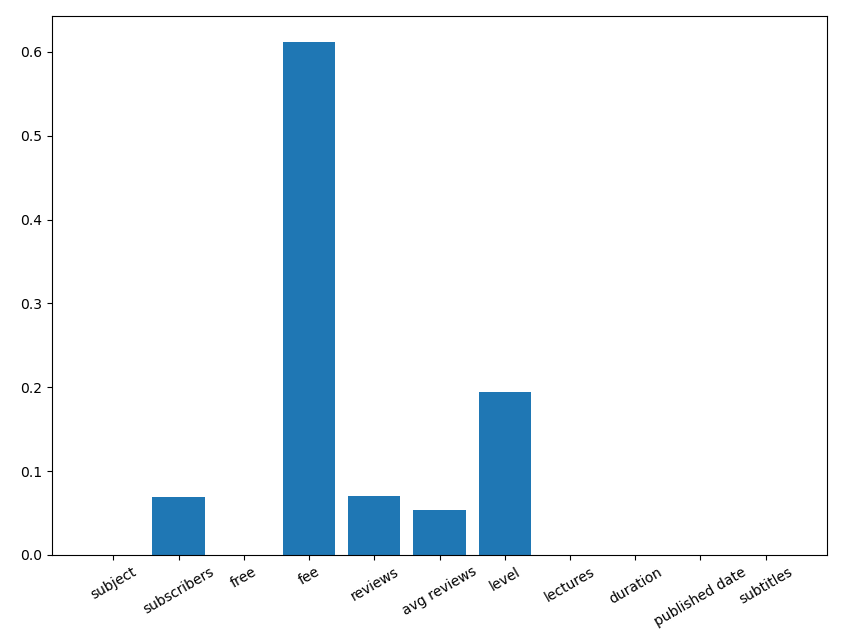 0.6
0.5
0.4
0.3
0.2
0.1
0.0
subject
subscribers
free
fee
reviews
avg reviews
level
lectures
duration
published date
subtitles